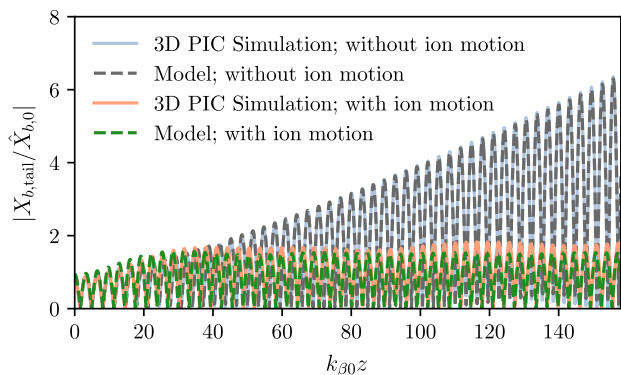 8
6
4
2
0
|X_{b,tail}/X̂_{b,0}|
3D PIC Simulation; without ion motion
Model; without ion motion
3D PIC Simulation; with ion motion
Model; with ion motion
0 20 40 60 80 100 120 140
k_{β0}z